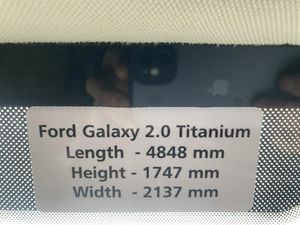 Ford Galaxy 2.0 Titanium
Length - 4848 mm
Height - 1747 mm
Width - 2137 mm